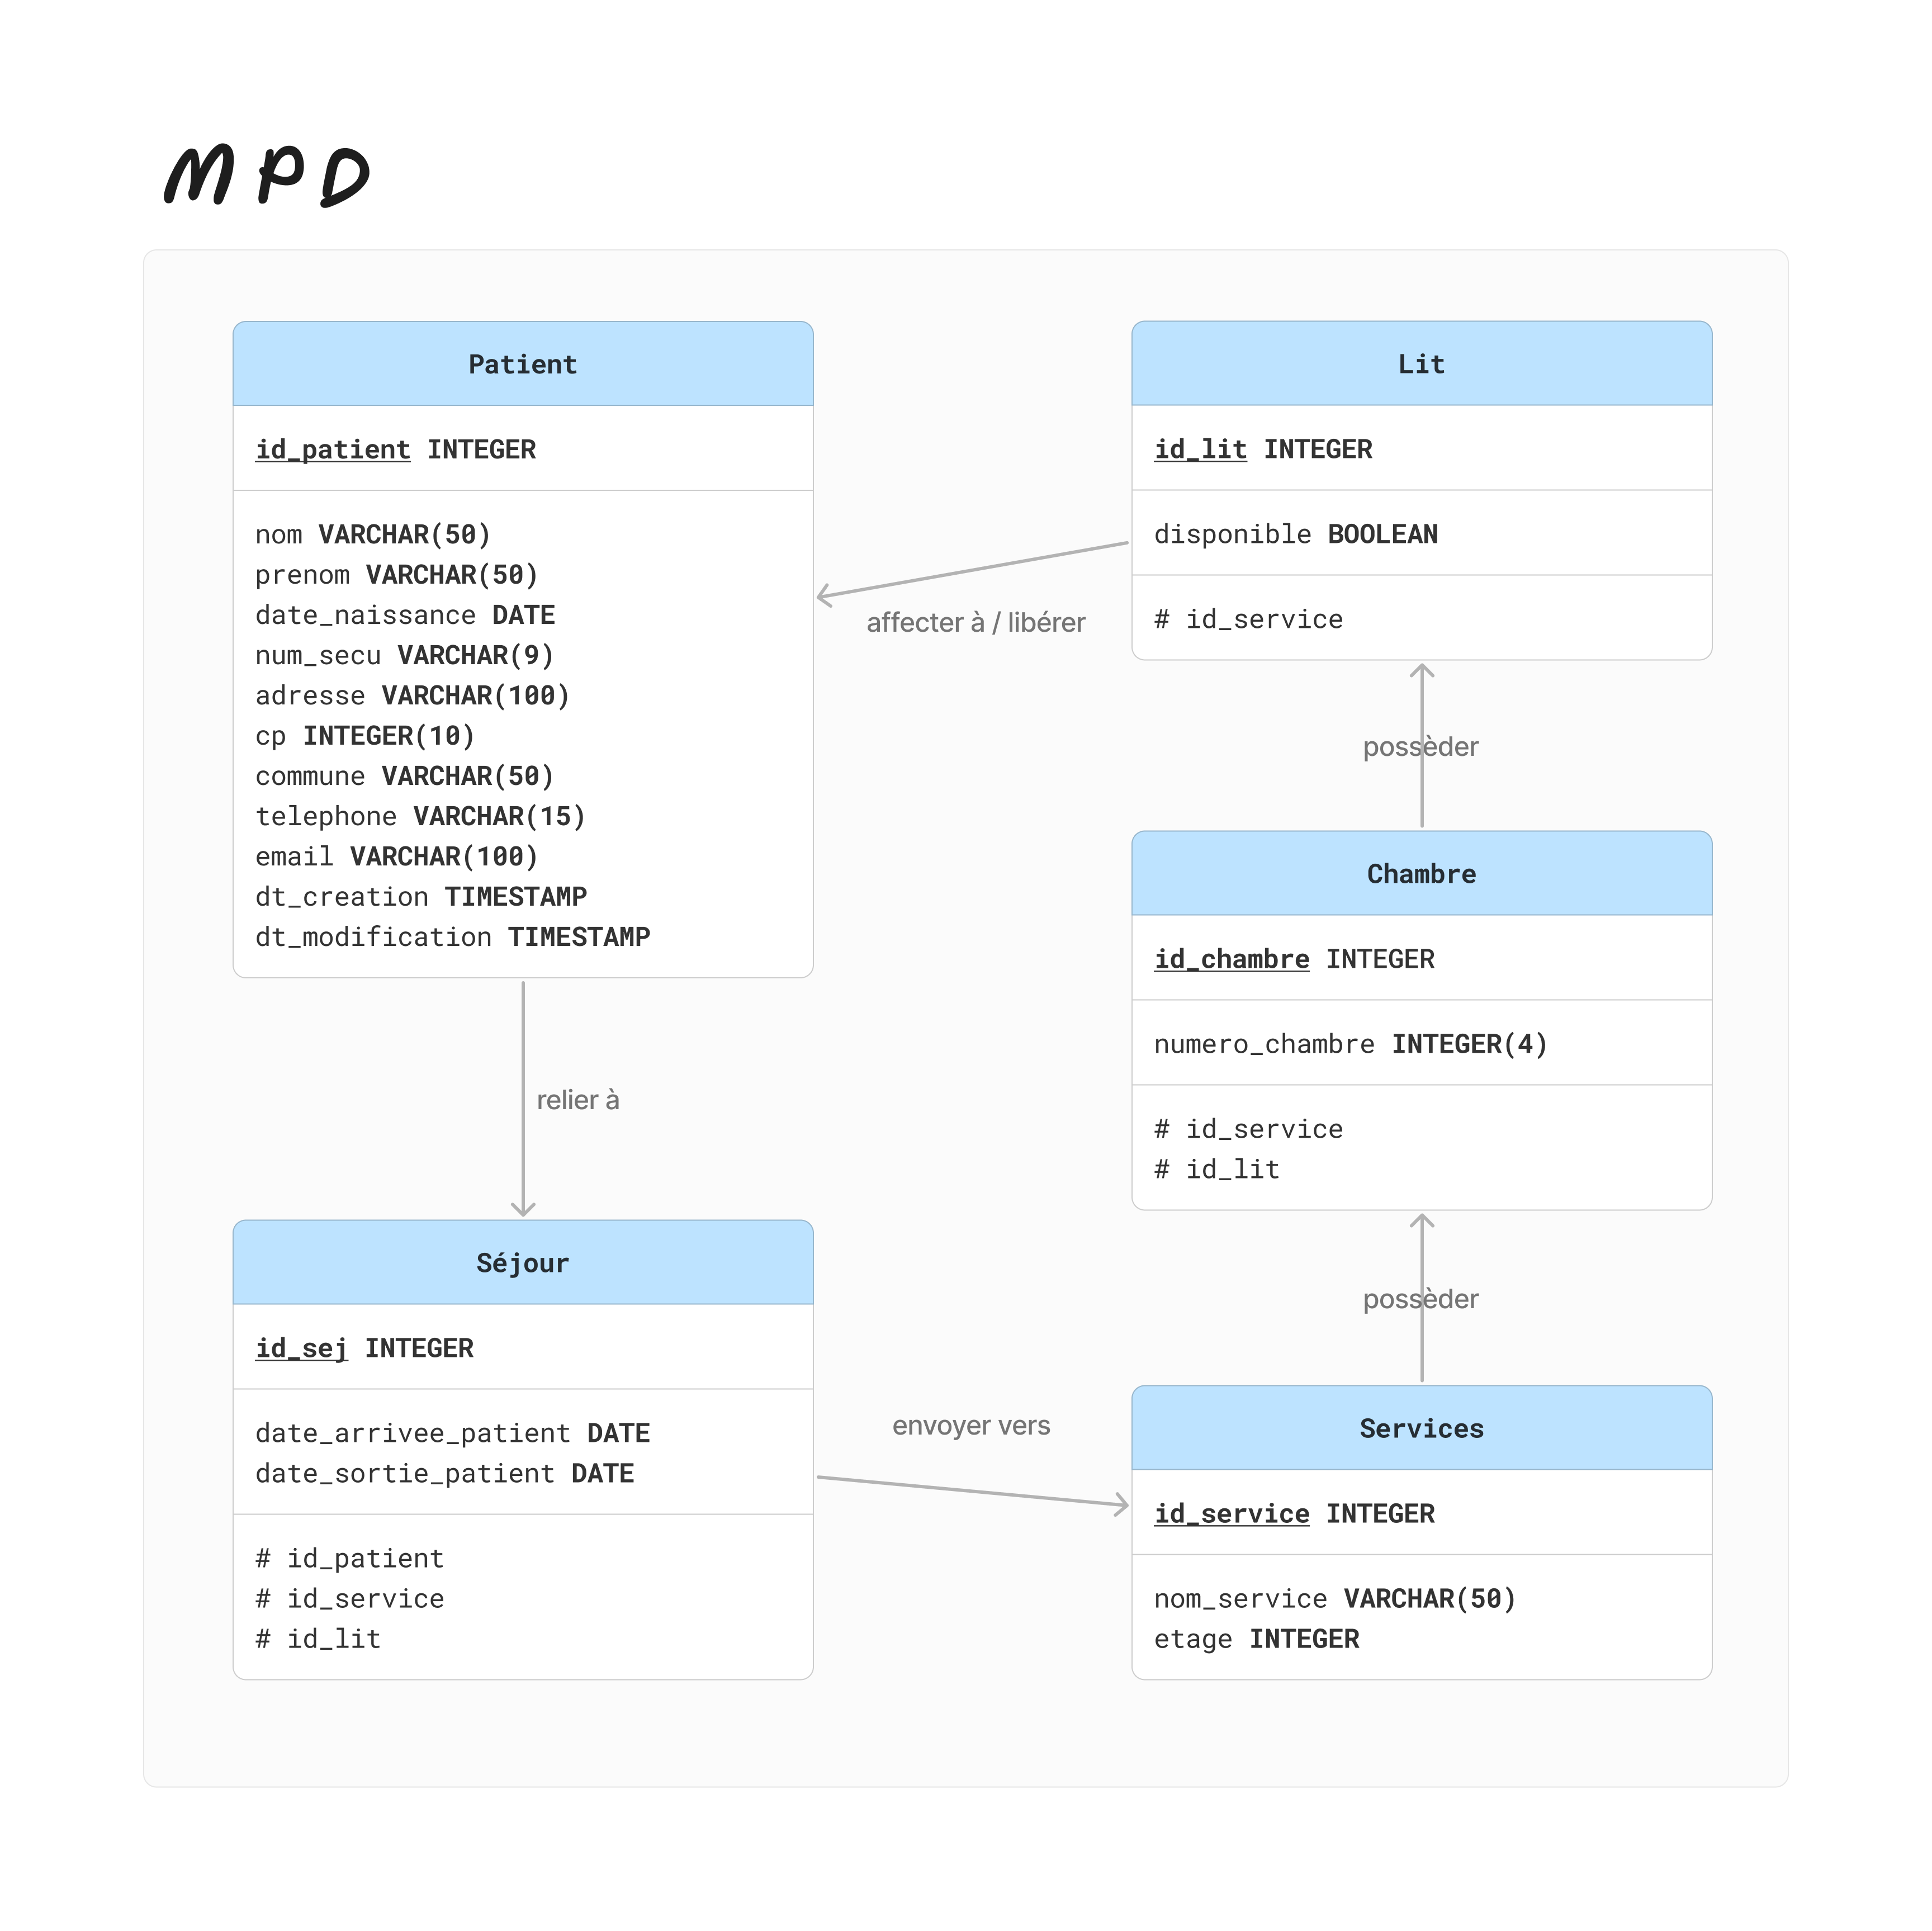 MPD
Patient
id_patient INTEGER
nom VARCHAR(50)
prenom VARCHAR(50)
date_naissance DATE
num_secu VARCHAR(9)
adresse VARCHAR(100)
cp INTEGER(10)
commune VARCHAR(50)
telephone VARCHAR(15)
email VARCHAR(100)
dt_creation TIMESTAMP
dt_modification TIMESTAMP
affecter à / libérer
Lit
id_lit INTEGER
disponible BOOLEAN
# id_service
possèder
Chambre
id_chambre INTEGER
numero_chambre INTEGER(4)
# id_service
# id_lit
possèder
relier à
Séjour
id_sej INTEGER
date_arrivee_patient DATE
date_sortie_patient DATE
# id_patient
# id_service
# id_lit
envoyer vers
Services
id_service INTEGER
nom_service VARCHAR(50)
etage INTEGER